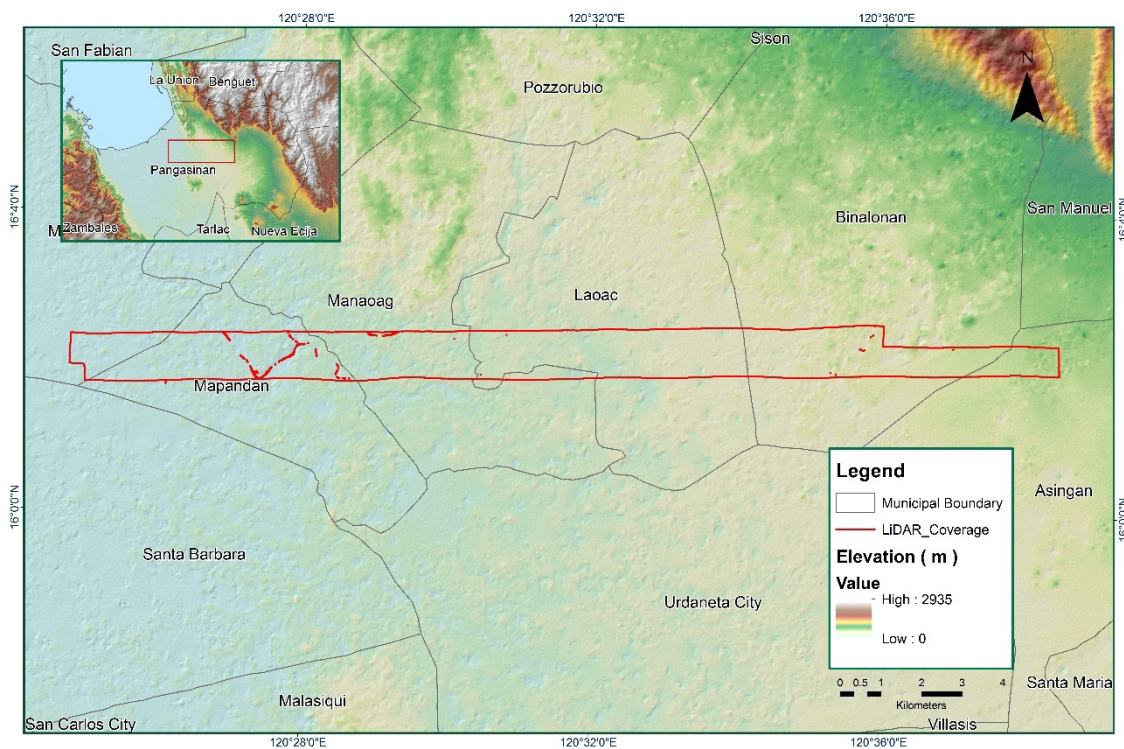 120°28'0"E
120°32'0"E
120°36'0"E
San Fabian
Sison
La Union
Benguet
N
Pozzorubio
Pangasinan
16°4'0"N
16°4'0"N
San Manuel
Binalonan
Zambales
Tarlac
Nueva Ecija
M
Manaoag
Laoac
Mapandan
Legend
Municipal Boundary
LiDAR_Coverage
Elevation ( m )
Value
High : 2935
Low : 0
Asingan
16°0'0"N
16°0'0"N
Santa Barbara
Urdaneta City
0 0.5 1 2 3 4
Kilometers
Santa Maria
Malasiqui
San Carlos City
Villasis
120°28'0"E
120°32'0"E
120°36'0"E